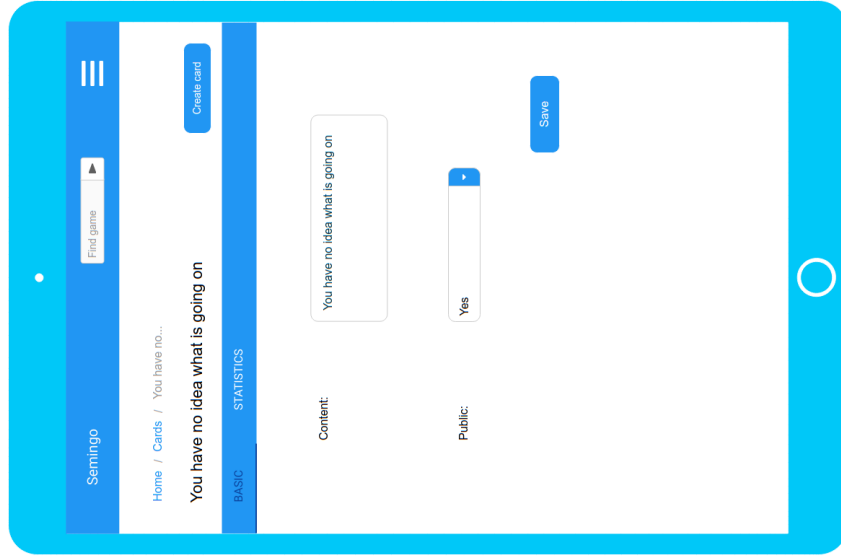 Semingo
Find game
Home / Cards / You have no...
You have no idea what is going on
Create card
BASIC
STATISTICS
Content:
You have no idea what is going on
Public:
Yes
Save